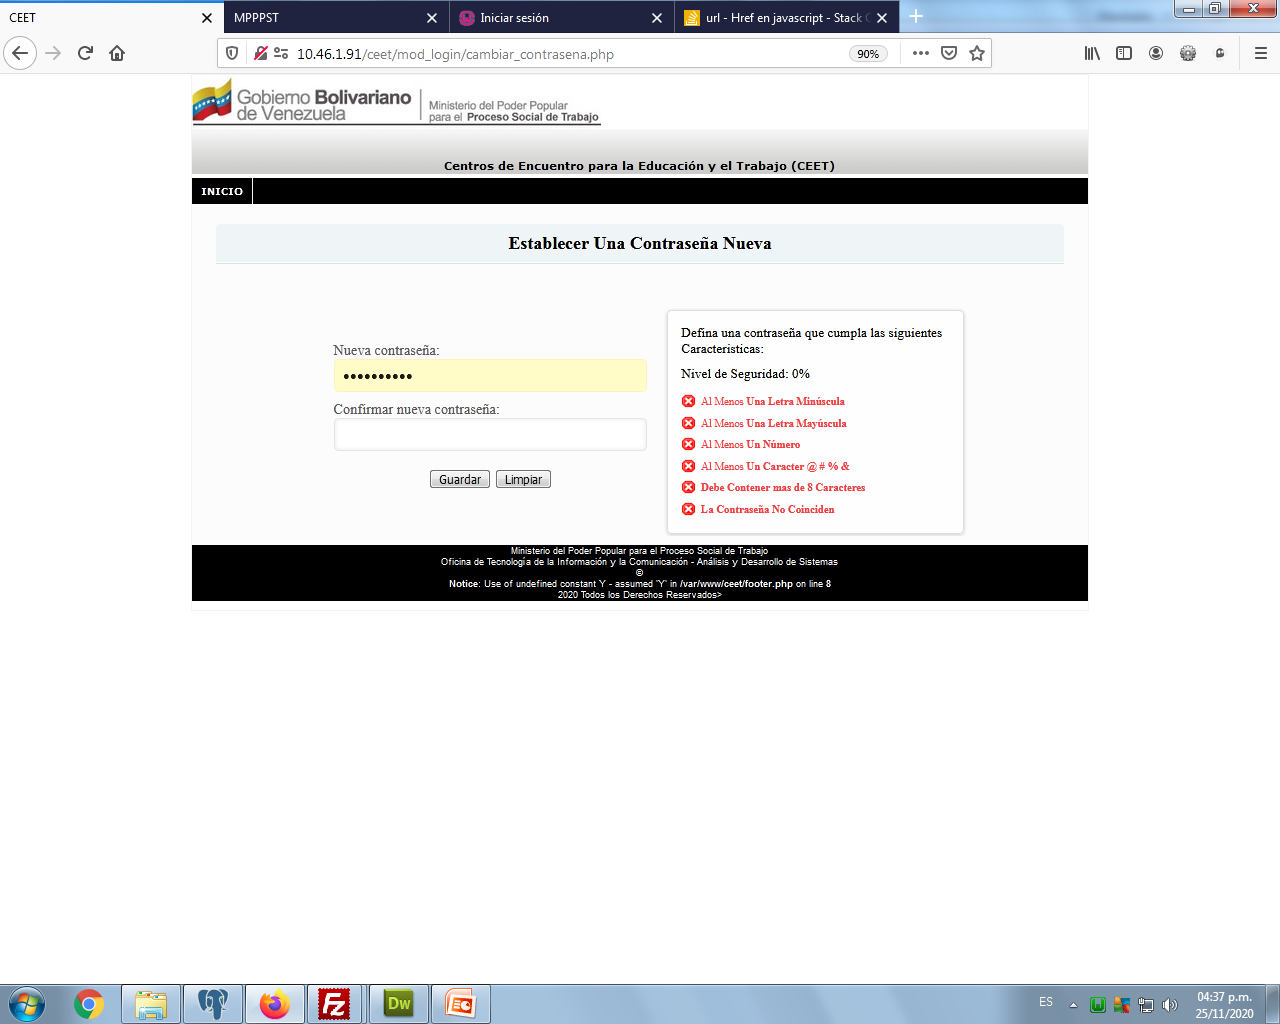 CEET
MPPPST
Iniciar sesión
url - Href en javascript - Stack
10.46.1.91/ceet/mod_login/cambiar_contrasena.php
90%
Gobierno Bolivariano
de Venezuela
Ministerio del Poder Popular
para el Proceso Social de Trabajo
Centros de Encuentro para la Educación y el Trabajo (CEET)
INICIO
Establecer Una Contraseña Nueva
Nueva contraseña:
Confirmar nueva contraseña:
Guardar
Limpiar
Defina una contraseña que cumpla las siguientes
Caracteristicas:
Nivel de Seguridad: 0%
Al Menos Una Letra Minúscula
Al Menos Una Letra Mayúscula
Al Menos Un Número
Al Menos Un Caracter @ # % &
Debe Contener mas de 8 Caracteres
La Contraseña No Coinciden
Ministerio del Poder Popular para el Proceso Social de Trabajo
Oficina de Tecnología de la Información y la Comunicación - Análisis y Desarrollo de Sistemas
©
Notice: Use of undefined constant Y - assumed 'Y' in /var/www/ceet/footer.php on line 8
2020 Todos los Derechos Reservados>
Fz
Dw
ES
04:37 p.m.
25/11/2020